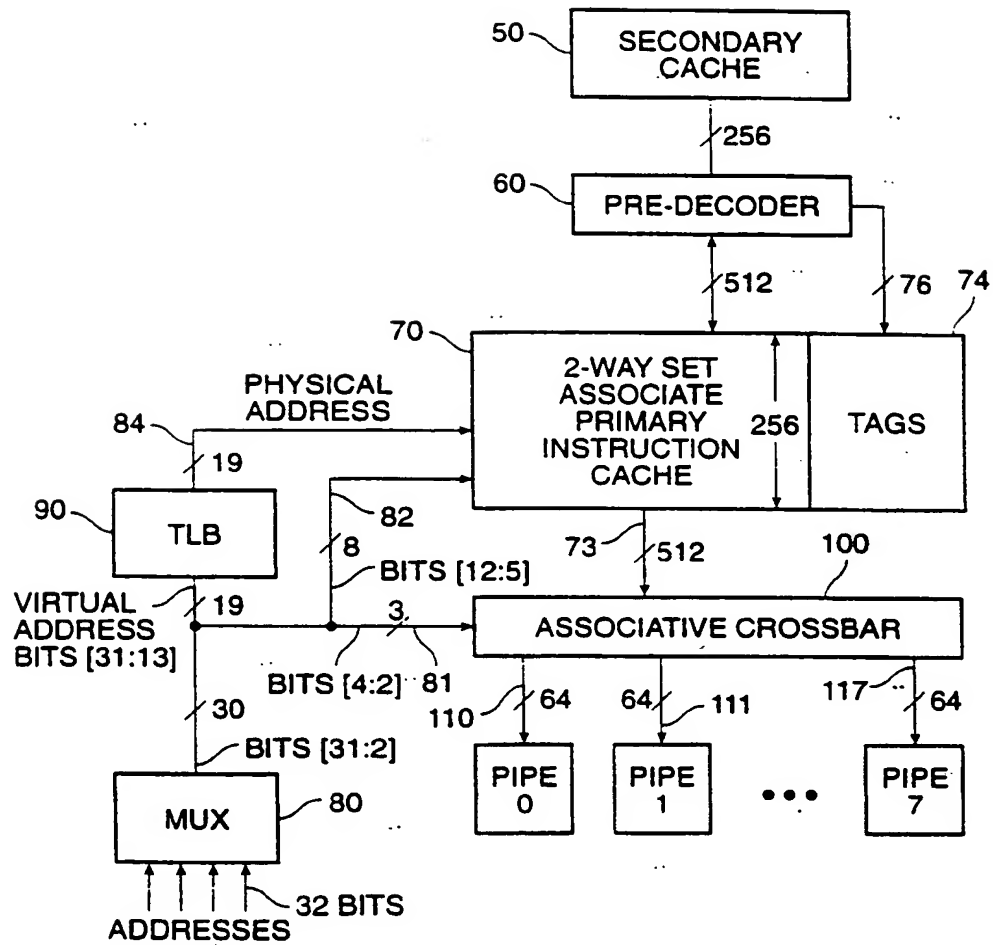 50
SECONDARY
CACHE
256
60
PRE-DECODER
512
76
74
70
2-WAY SET
ASSOCIATE
PRIMARY
INSTRUCTION
CACHE
256
TAGS
PHYSICAL
ADDRESS
84
19
90
TLB
82
8
BITS [12:5]
73
512
100
VIRTUAL
ADDRESS
BITS [31:13]
19
3
ASSOCIATIVE CROSSBAR
BITS [4:2]
81
110
64
64
111
117
64
30
BITS [31:2]
PIPE
0
PIPE
1
•••
PIPE
7
MUX
80
32 BITS
ADDRESSES